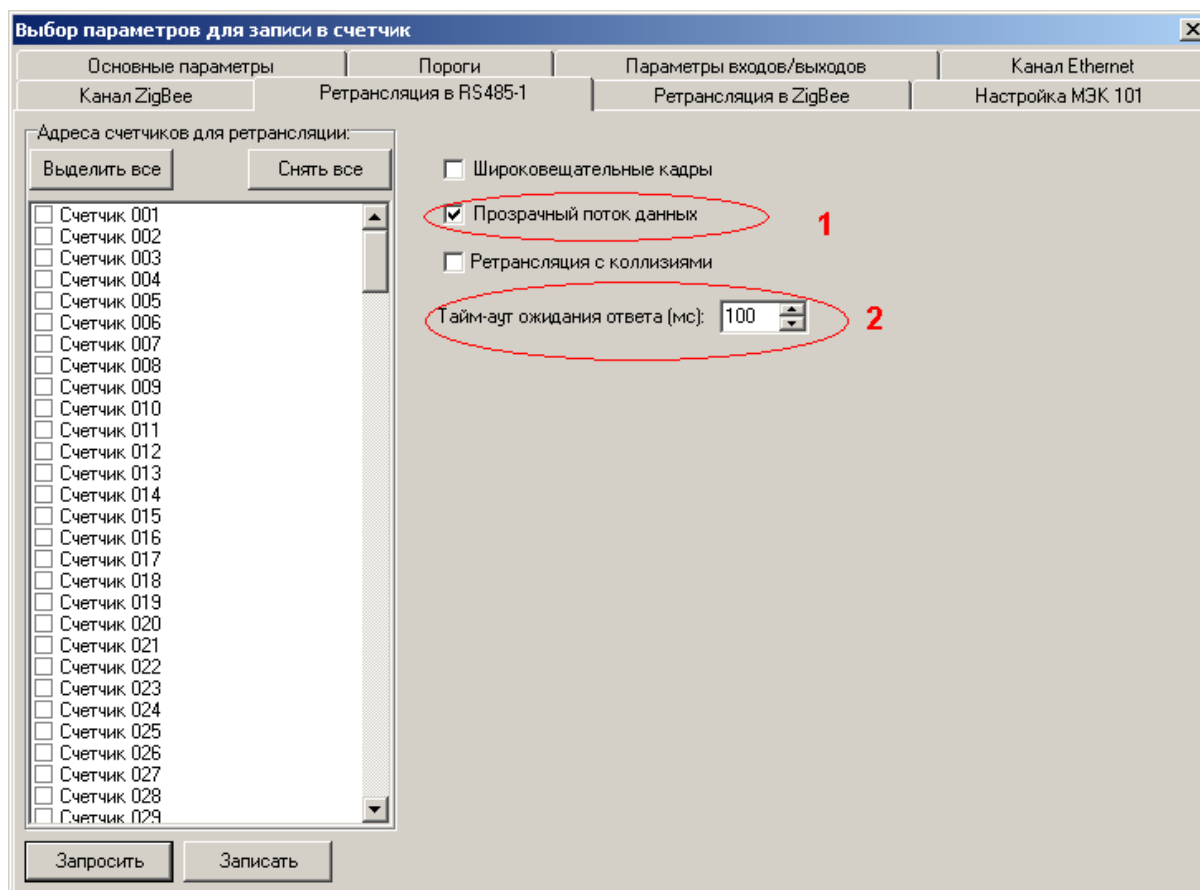 Выбор параметров для записи в счетчик
Основные параметры Пороги Параметры входов/выходов Канал Ethernet
Канал ZigBee Ретрансляция в RS485-1 Ретрансляция в ZigBee Настройка МЭК 101
Адреса счетчиков для ретрансляции:
Выделить все Снять все
Счетчик 001
Счетчик 002
Счетчик 003
Счетчик 004
Счетчик 005
Счетчик 006
Счетчик 007
Счетчик 008
Счетчик 009
Счетчик 010
Счетчик 011
Счетчик 012
Счетчик 013
Счетчик 014
Счетчик 015
Счетчик 016
Счетчик 017
Счетчик 018
Счетчик 019
Счетчик 020
Счетчик 021
Счетчик 022
Счетчик 023
Счетчик 024
Счетчик 025
Счетчик 026
Счетчик 027
Счетчик 028
Счетчик 029
Широковещательные кадры
Прозрачный поток данных 1
Ретрансляция с коллизиями
Тайм-аут ожидания ответа (мс): 100 2
Запросить Записать